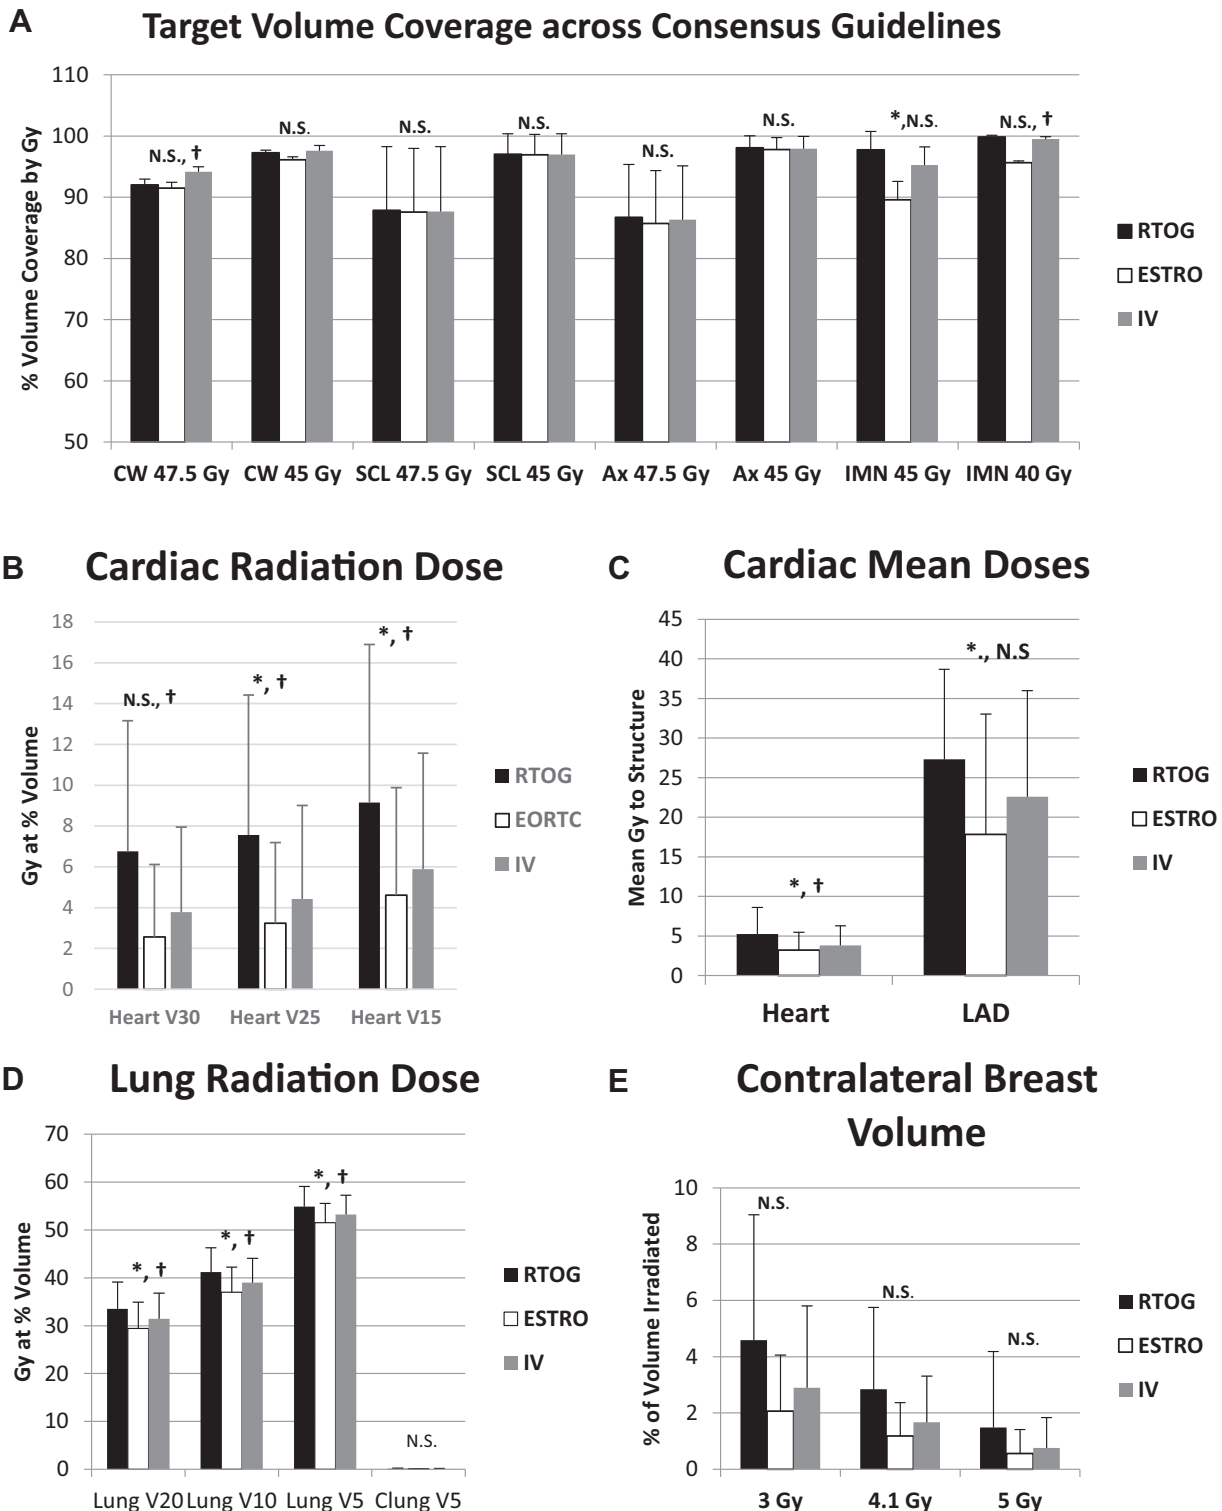 A
Target Volume Coverage across Consensus Guidelines
% Volume Coverage by Gy
110
100
90
80
70
60
50
N.S., †
N.S.
N.S.
N.S.
N.S.
N.S.
*,N.S.
N.S., †
CW 47.5 Gy CW 45 Gy SCL 47.5 Gy SCL 45 Gy Ax 47.5 Gy Ax 45 Gy IMN 45 Gy IMN 40 Gy
RTOG
ESTRO
IV
B
Cardiac Radiation Dose
Gy at % Volume
18
16
14
12
10
8
6
4
2
0
N.S., †
*, †
*, †
Heart V30 Heart V25 Heart V15
RTOG
EORTC
IV
C
Cardiac Mean Doses
Mean Gy to Structure
45
40
35
30
25
20
15
10
5
0
*, †
*., N.S
Heart LAD
RTOG
ESTRO
IV
D
Lung Radiation Dose
Gy at % Volume
70
60
50
40
30
20
10
0
*, †
*, †
*, †
N.S.
Lung V20 Lung V10 Lung V5 Clung V5
RTOG
ESTRO
IV
E
Contralateral Breast
Volume
% of Volume Irradiated
10
8
6
4
2
0
N.S.
N.S.
N.S.
3 Gy 4.1 Gy 5 Gy
RTOG
ESTRO
IV